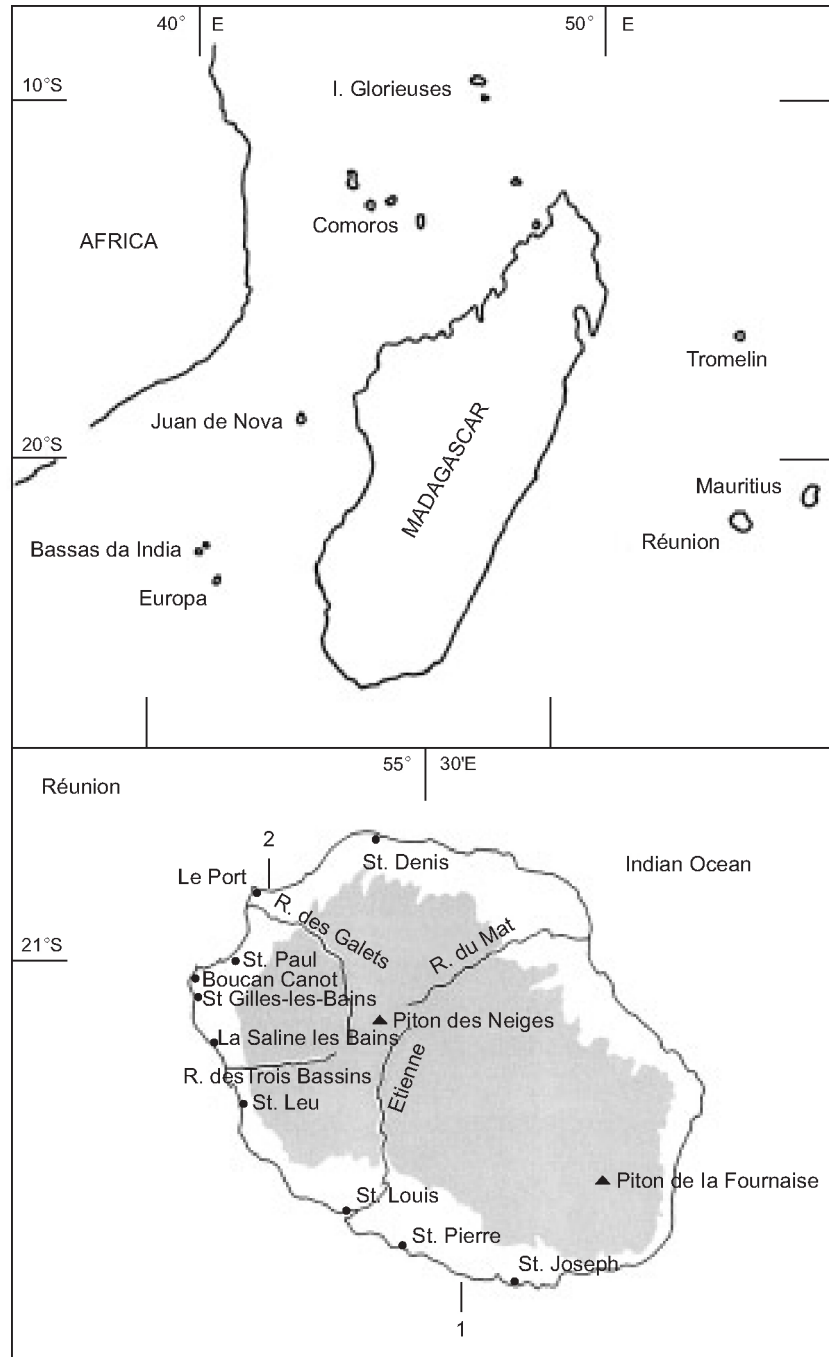 40° E
50° E
10°S
I. Glorieuses
Comoros
AFRICA
Tromelin
Juan de Nova
MADAGASCAR
20°S
Mauritius
Réunion
Bassas da India
Europa
55° 30'E
Réunion
2
St. Denis
Indian Ocean
Le Port
R. des Galets
R. du Mat
21°S
St. Paul
Boucan Canot
St Gilles-les-Bains
Piton des Neiges
La Saline les Bains
Etienne
R. des Trois Bassins
St. Leu
Piton de la Fournaise
St. Louis
St. Pierre
St. Joseph
1